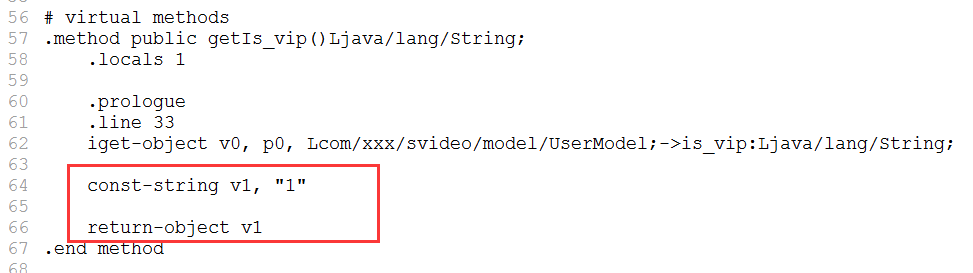 56 # virtual methods
57 .method public getIs_vip()Ljava/lang/String;
58     .locals 1
59
60     .prologue
61     .line 33
62     iget-object v0, p0, Lcom/xxx/svideo/model/UserModel;->is_vip:Ljava/lang/String;
63
64     const-string v1, "1"
65
66     return-object v1
67 .end method
68